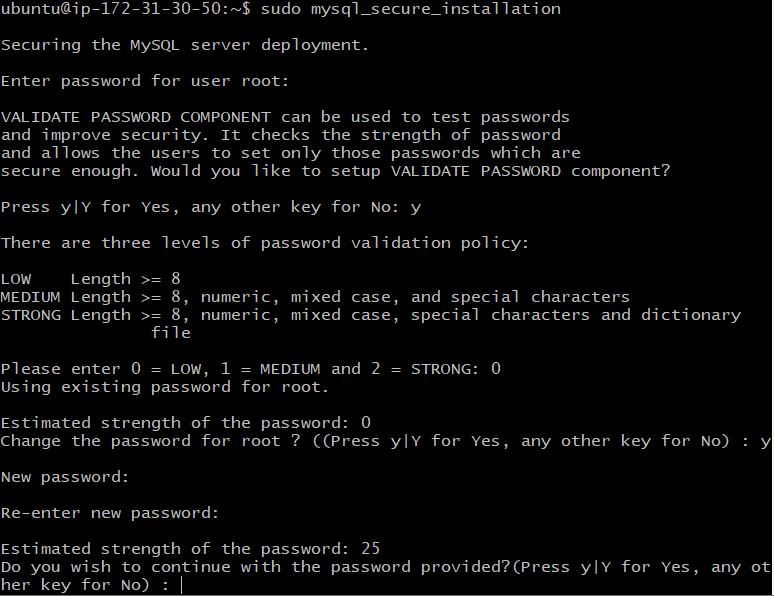 ubuntu@ip-172-31-30-50:~$ sudo mysql_secure_installation
Securing the MySQL server deployment.
Enter password for user root:
VALIDATE PASSWORD COMPONENT can be used to test passwords
and improve security. It checks the strength of password
and allows the users to set only those passwords which are
secure enough. Would you like to setup VALIDATE PASSWORD component?
Press y|Y for Yes, any other key for No: y
There are three levels of password validation policy:
LOW    Length >= 8
MEDIUM Length >= 8, numeric, mixed case, and special characters
STRONG Length >= 8, numeric, mixed case, special characters and dictionary
file
Please enter 0 = LOW, 1 = MEDIUM and 2 = STRONG: 0
Using existing password for root.
Estimated strength of the password: 0
Change the password for root ? ((Press y|Y for Yes, any other key for No) : y
New password:
Re-enter new password:
Estimated strength of the password: 25
Do you wish to continue with the password provided?(Press y|Y for Yes, any ot
her key for No) :